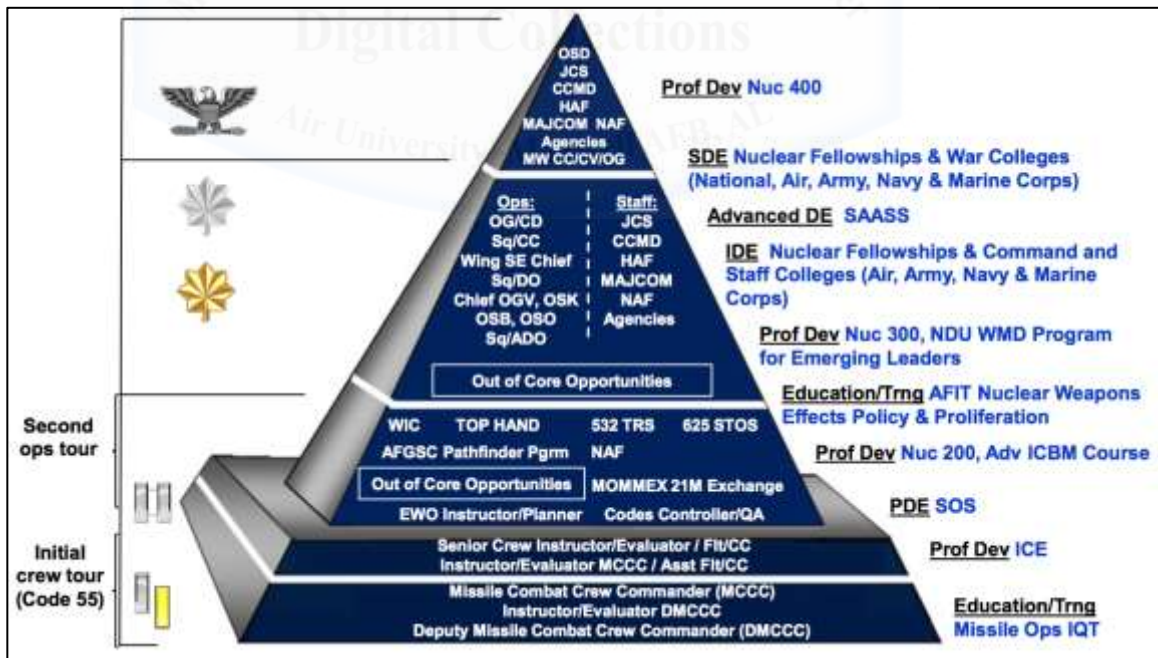 Digital Collections
Air University
AFB, AL
OSD
JCS
CCMD
HAF
MAJCOM NAF
Agencies
MW CC/CV/OG
Prof Dev Nuc 400
SDE Nuclear Fellowships & War Colleges
(National, Air, Army, Navy & Marine Corps)
Advanced DE SAASS
IDE Nuclear Fellowships & Command and
Staff Colleges (Air, Army, Navy & Marine
Corps)
Prof Dev Nuc 300, NDU WMD Program
for Emerging Leaders
Education/Trng AFIT Nuclear Weapons
Effects Policy & Proliferation
Prof Dev Nuc 200, Adv ICBM Course
PDE SOS
Prof Dev ICE
Education/Trng
Missile Ops IQT
Ops:
OG/CD
Sq/CC
Wing SE Chief
Sq/DO
Chief OGV, OSK
OSB, OSO
Sq/ADO
Staff:
JCS
CCMD
HAF
MAJCOM
NAF
Agencies
Out of Core Opportunities
WIC TOP HAND 532 TRS 625 STOS
AFGSC Pathfinder Pgrm NAF
Out of Core Opportunities MOMMEX 21M Exchange
EWO Instructor/Planner Codes Controller/QA
Senior Crew Instructor/Evaluator / Flt/CC
Instructor/Evaluator MCCC / Asst Flt/CC
Missile Combat Crew Commander (MCCC)
Instructor/Evaluator DMCCC
Deputy Missile Combat Crew Commander (DMCCC)
Second
ops tour
Initial
crew tour
(Code 55)